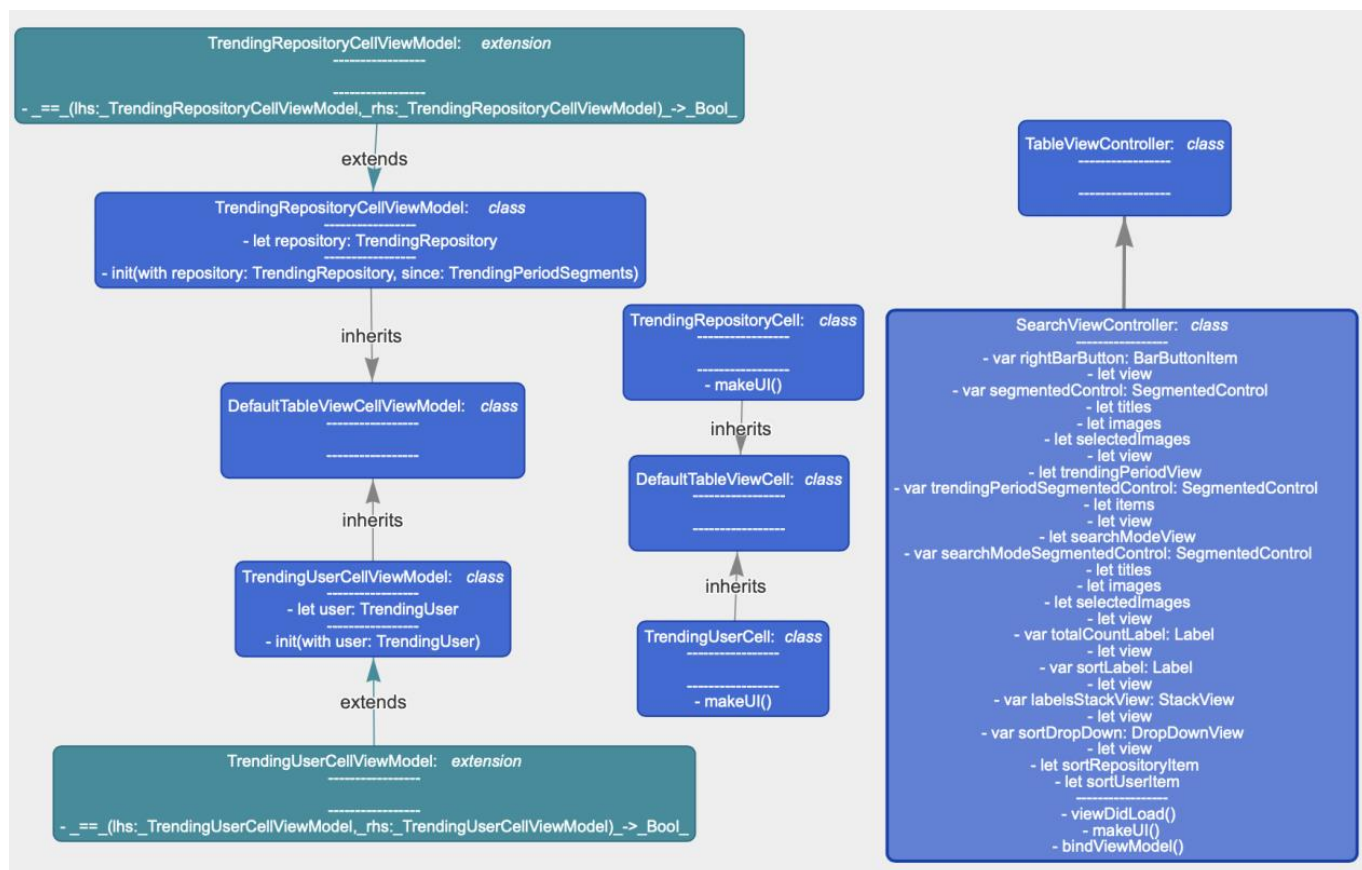 TrendingRepositoryCellViewModel: extension
-----------------
-----------------
- _==_(lhs:_TrendingRepositoryCellViewModel,_rhs:_TrendingRepositoryCellViewModel)_->_Bool_
extends
TrendingRepositoryCellViewModel: class
-----------------
- let repository: TrendingRepository
-----------------
- init(with repository: TrendingRepository, since: TrendingPeriodSegments)
inherits
DefaultTableViewCellViewModel: class
-----------------
-----------------
inherits
TrendingUserCellViewModel: class
-----------------
- let user: TrendingUser
-----------------
- init(with user: TrendingUser)
extends
TrendingUserCellViewModel: extension
-----------------
-----------------
- _==_(lhs:_TrendingUserCellViewModel,_rhs:_TrendingUserCellViewModel)_->_Bool_
TrendingRepositoryCell: class
-----------------
-----------------
- makeUI()
inherits
DefaultTableViewCell: class
-----------------
-----------------
inherits
TrendingUserCell: class
-----------------
-----------------
- makeUI()
TableViewController: class
-----------------
-----------------
SearchViewController: class
-----------------
- var rightBarButton: BarButtonItem
- let view
- var segmentedControl: SegmentedControl
- let titles
- let images
- let selectedImages
- let view
- let trendingPeriodView
- var trendingPeriodSegmentedControl: SegmentedControl
- let items
- let view
- let searchModeView
- var searchModeSegmentedControl: SegmentedControl
- let titles
- let images
- let selectedImages
- let view
- var totalCountLabel: Label
- let view
- var sortLabel: Label
- let view
- var labelsStackView: StackView
- let view
- var sortDropDown: DropDownView
- let view
- let sortRepositoryItem
- let sortUserItem
-----------------
- viewDidLoad()
- makeUI()
- bindViewModel()